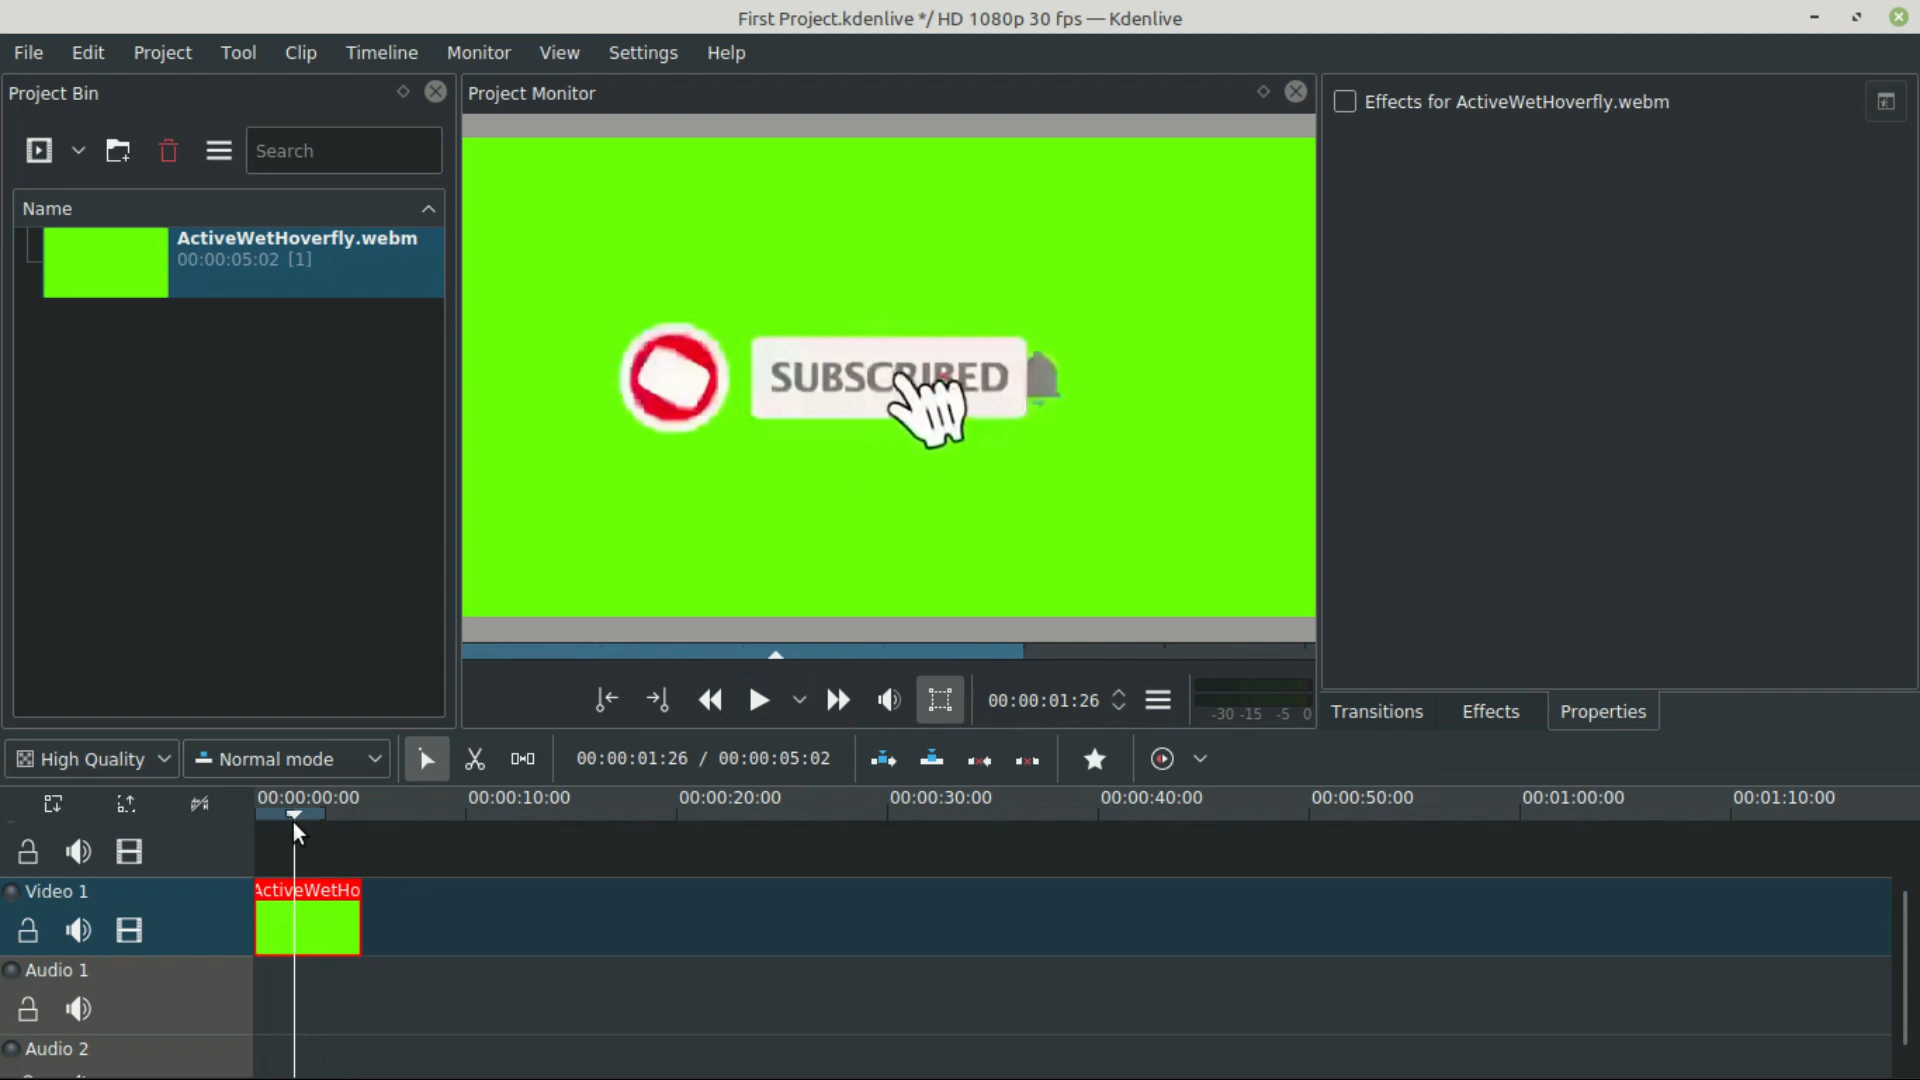 First Project.kdenlive */ HD 1080p 30 fps — Kdenlive
File Edit Project Tool Clip Timeline Monitor View Settings Help
Project Bin
Search
Name
ActiveWetHoverfly.webm
00:00:05:02 [1]
Project Monitor
SUBSCRIBED
00:00:01:26
-30 -15 -5 0
Effects for ActiveWetHoverfly.webm
Transitions Effects Properties
High Quality Normal mode 00:00:01:26 / 00:00:05:02
00:00:00:00 00:00:10:00 00:00:20:00 00:00:30:00 00:00:40:00 00:00:50:00 00:01:00:00 00:01:10:00
Video 1
ActiveWetHo
Audio 1
Audio 2